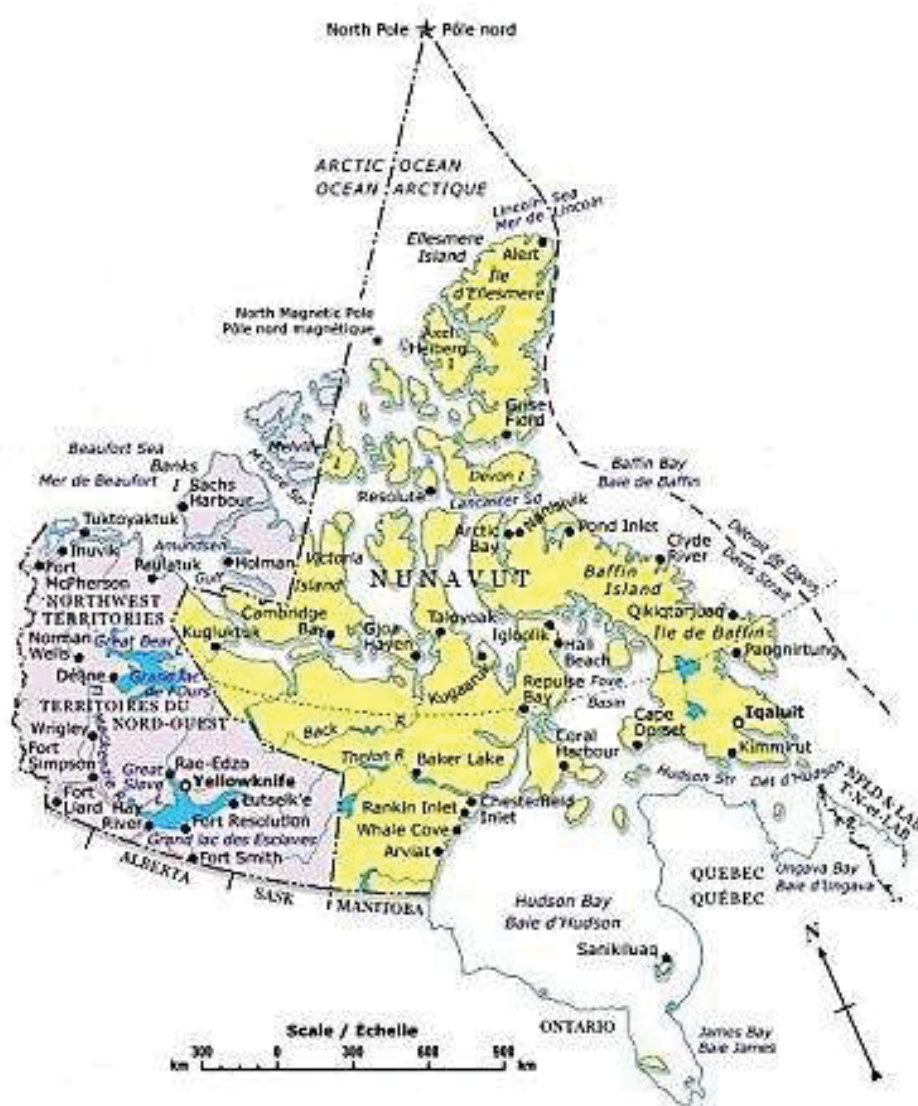 North Pole Pôle nord
ARCTIC OCEAN
OCEAN ARCTIQUE
Lincoln Sea
Mer de Lincoln
Ellesmere
Island
Alert
Île
d'Ellesmere
North Magnetic Pole
Pôle nord magnétique
Axel
Heiberg
I
Grise
Fiord
Beaufort Sea
Mer de Beaufort
Banks
I
Sachs
Harbour
Melville
I
M'Clure Str
Devon I
Resolute
Lancaster Sd
Baffin Bay
Baie de Baffin
Détroit de Davis
Davis Strait
Tuktoyaktuk
Inuvik
Fort
McPherson
Paulatuk
Amundsen
Gulf
Holman
Victoria
Island
Arctic
Bay
Nanisivik
Pond Inlet
Clyde
River
NUNAVUT
Baffin
Island
NORTHWEST
TERRITORIES
Cambridge
Bay
Kugluktuk
Gjoa
Haven
Taloyoak
Igloolik
Hall
Beach
Qikiqtarjuaq
Île de Baffin
Pangnirtung
Norman
Wells
Great Bear
L
Grand lac
de l'Ours
Déline
Kugaaruk
Repulse
Bay
Foxe
Basin
TERRITOIRES DU
NORD-OUEST
Wrigley
Fort
Simpson
Mackenzie R
Back
R
Thelon R
Baker Lake
Coral
Harbour
Cape
Dorset
Iqaluit
Kimmirut
Rae-Edzo
Yellowknife
Great
Slave
L
Lutselk'e
Fort
Liard
Hay
River
Fort Resolution
Grand lac des Esclaves
Fort Smith
Rankin Inlet
Chesterfield
Inlet
Whale Cove
Arviat
Hudson Str
Dét d'Hudson
NFLD & LAB
T-N-et-LAB
ALBERTA
SASK
MANITOBA
QUEBEC
QUÉBEC
Ungava Bay
Baie d'Ungava
Hudson Bay
Baie d'Hudson
Sanikiluaq
N
ONTARIO
James Bay
Baie James
Scale / Échelle
300 0 300 600 900
km km